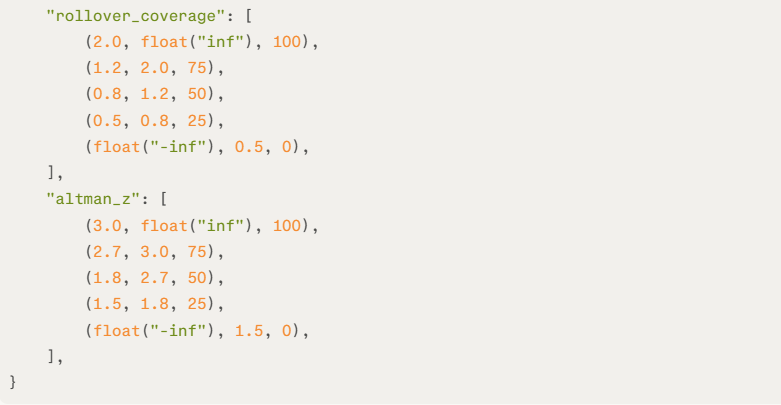 "rollover_coverage": [
        (2.0, float("inf"), 100),
        (1.2, 2.0, 75),
        (0.8, 1.2, 50),
        (0.5, 0.8, 25),
        (float("-inf"), 0.5, 0),
    ],
    "altman_z": [
        (3.0, float("inf"), 100),
        (2.7, 3.0, 75),
        (1.8, 2.7, 50),
        (1.5, 1.8, 25),
        (float("-inf"), 1.5, 0),
    ],
}